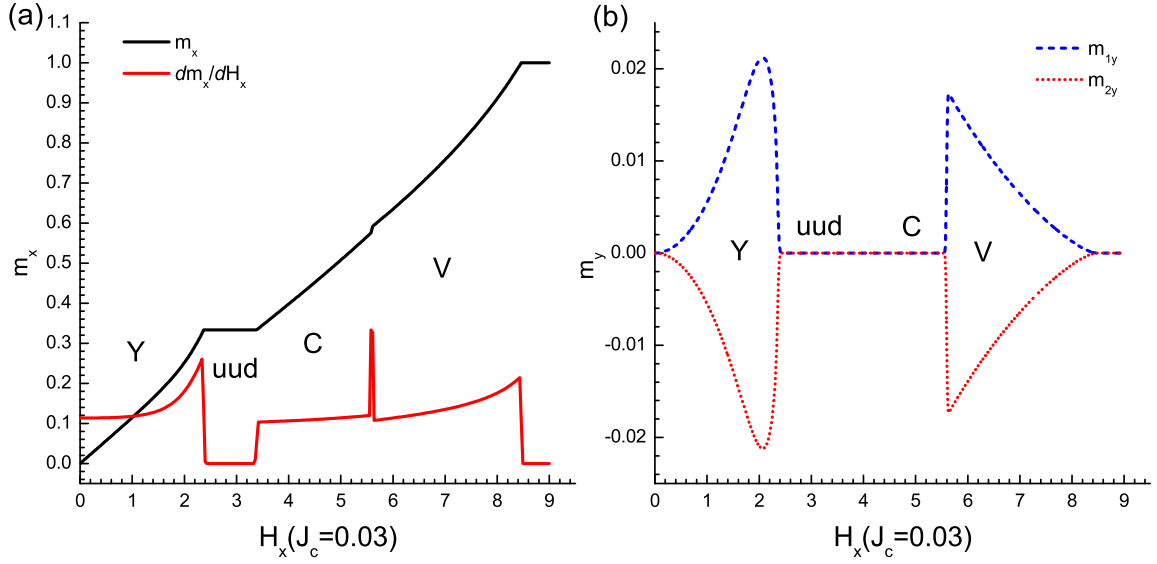 (a)
1.1
1.0
0.9
0.8
0.7
0.6
0.5
0.4
0.3
0.2
0.1
0.0
m_x
m_x
dm_x/dH_x
Y
uud
C
V
0 1 2 3 4 5 6 7 8 9
H_x(J_c=0.03)
(b)
0.02
0.01
0.00
-0.01
-0.02
m_y
m_1y
m_2y
Y
uud
C
V
0 1 2 3 4 5 6 7 8 9
H_x(J_c=0.03)